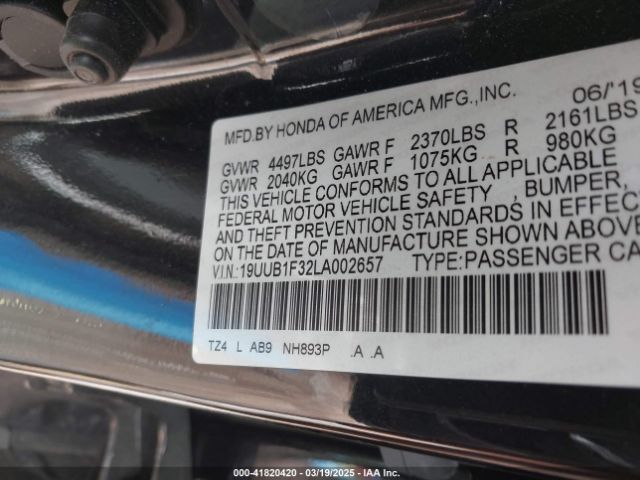 MFD.BY HONDA OF AMERICA MFG.,INC. 06/'19
GVWR 4497LBS GAWR F 2370LBS R 2161LBS
GVWR 2040KG GAWR F 1075KG R 980KG
THIS VEHICLE CONFORMS TO ALL APPLICABLE
FEDERAL MOTOR VEHICLE SAFETY , BUMPER,
AND THEFT PREVENTION STANDARDS IN EFFEC
ON THE DATE OF MANUFACTURE SHOWN ABOVE
V.I.N.:19UUB1F32LA002657 TYPE:PASSENGER CA
TZ4 L AB9 NH893P .A .A
000-41820420 - 03/19/2025 - IAA Inc.